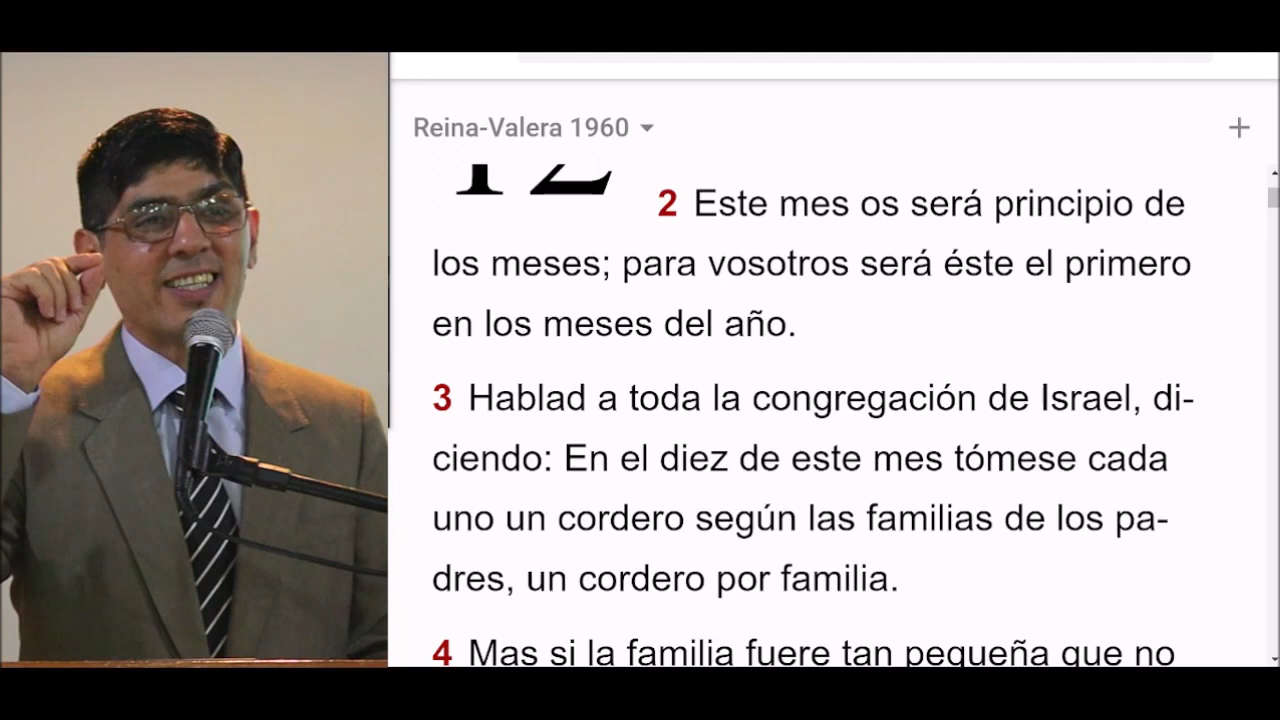 Reina-Valera 1960
12
2 Este mes os será principio de
los meses; para vosotros será éste el primero
en los meses del año.
3 Hablad a toda la congregación de Israel, di-
ciendo: En el diez de este mes tómese cada
uno un cordero según las familias de los pa-
dres, un cordero por familia.
4 Mas si la familia fuere tan pequeña que no